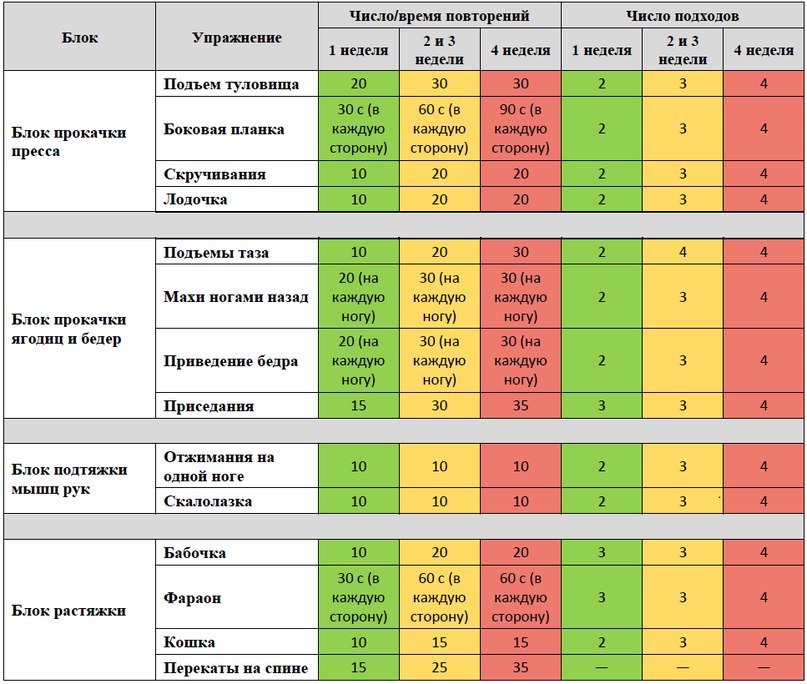 Блок Упражнение Число/время повторений Число подходов
1 неделя 2 и 3 недели 4 неделя 1 неделя 2 и 3 недели 4 неделя
Блок прокачки пресса
Подъем туловища 20 30 30 2 3 4
Боковая планка 30 с (в каждую сторону) 60 с (в каждую сторону) 90 с (в каждую сторону) 2 3 4
Скручивания 10 20 20 2 3 4
Лодочка 10 20 20 2 3 4
Блок прокачки ягодиц и бедер
Подъемы таза 10 20 30 2 4 4
Махи ногами назад 20 (на каждую ногу) 30 (на каждую ногу) 30 (на каждую ногу) 2 3 4
Приведение бедра 20 (на каждую ногу) 30 (на каждую ногу) 30 (на каждую ногу) 2 3 4
Приседания 15 30 35 3 3 4
Блок подтяжки мышц рук
Отжимания на одной ноге 10 10 10 2 3 4
Скалолазка 10 10 10 2 3 4
Блок растяжки
Бабочка 10 20 20 3 3 4
Фараон 30 с (в каждую сторону) 60 с (в каждую сторону) 60 с (в каждую сторону) 3 3 4
Кошка 10 15 15 2 3 4
Перекаты на спине 15 25 35 — — —